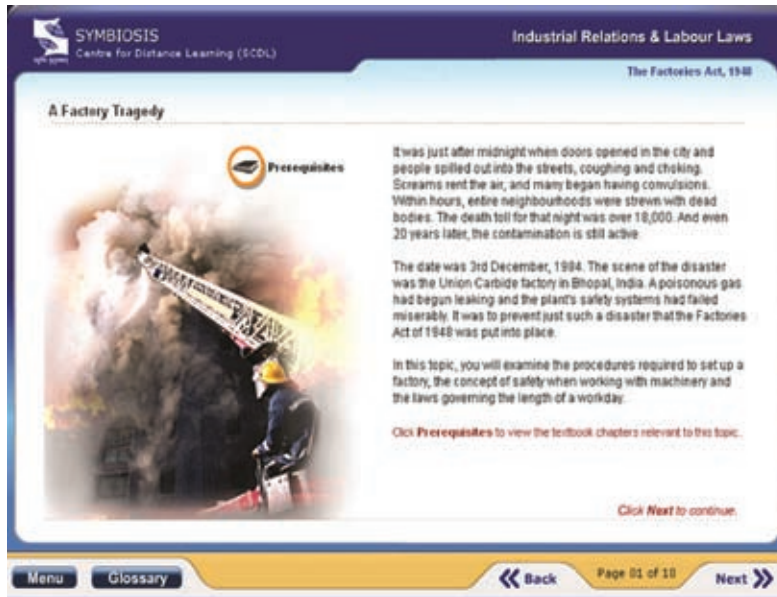 SYMBIOSIS
Centre for Distance Learning (SCDL)
Industrial Relations & Labour Laws
The Factories Act, 1948
A Factory Tragedy
Prerequisites
It was just after midnight when doors opened in the city and
people spilled out into the streets, coughing and choking.
Screams rent the air, and many began having convulsions.
Within hours, entire neighbourhoods were strewn with dead
bodies. The death toll for that night was over 18,000. And even
20 years later, the contamination is still active.
The date was 3rd December, 1984. The scene of the disaster
was the Union Carbide factory in Bhopal, India. A poisonous gas
had begun leaking and the plant's safety systems had failed
miserably. It was to prevent just such a disaster that the Factories
Act of 1948 was put into place.
In this topic, you will examine the procedures required to set up a
factory, the concept of safety when working with machinery and
the laws governing the length of a workday.
Click Prerequisites to view the textbook chapters relevant to this topic.
Click Next to continue.
Menu
Glossary
Back
Page 01 of 10
Next